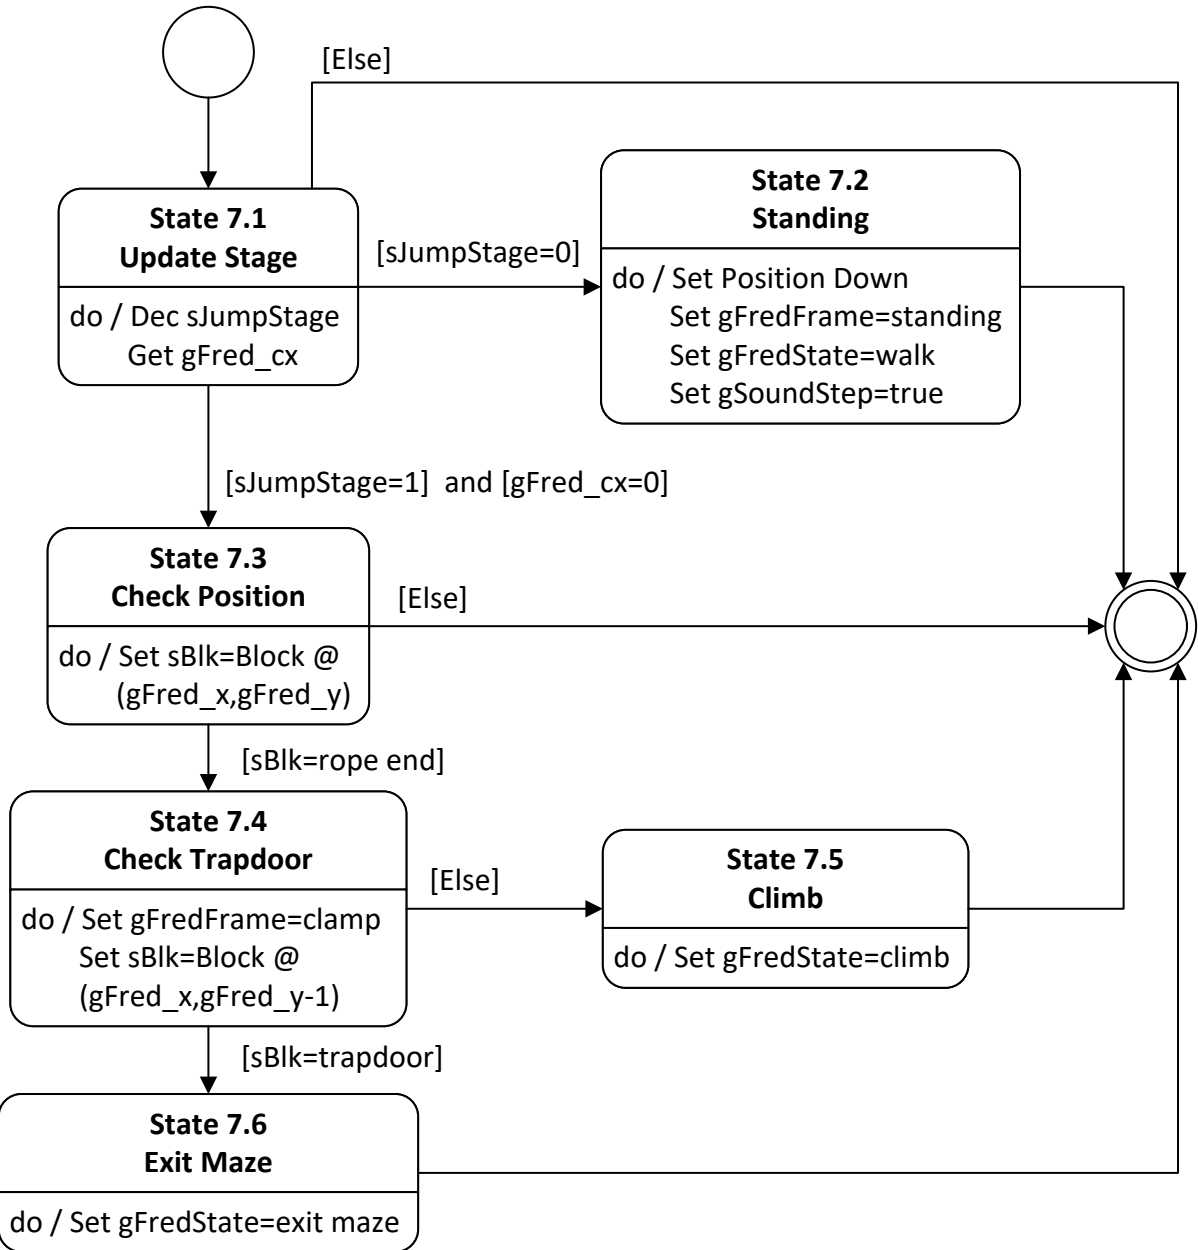 [Else]
State 7.1
Update Stage
do / Dec sJumpStage
Get gFred_cx
[sJumpStage=0]
State 7.2
Standing
do / Set Position Down
Set gFredFrame=standing
Set gFredState=walk
Set gSoundStep=true
[sJumpStage=1]  and [gFred_cx=0]
State 7.3
Check Position
do / Set sBlk=Block @
(gFred_x,gFred_y)
[Else]
[sBlk=rope end]
State 7.4
Check Trapdoor
do / Set gFredFrame=clamp
Set sBlk=Block @
(gFred_x,gFred_y-1)
[Else]
State 7.5
Climb
do / Set gFredState=climb
[sBlk=trapdoor]
State 7.6
Exit Maze
do / Set gFredState=exit maze